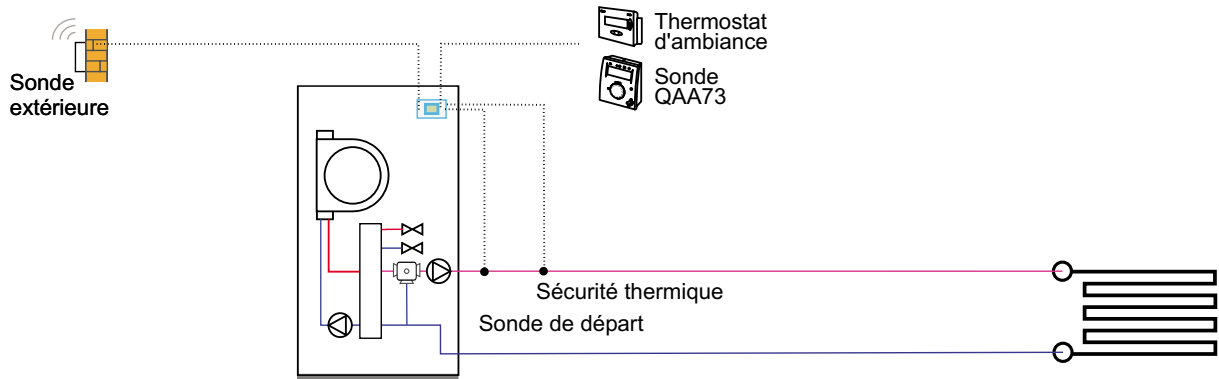 Thermostat
d'ambiance
Sonde
QAA73
Sonde
extérieure
Sécurité thermique
Sonde de départ